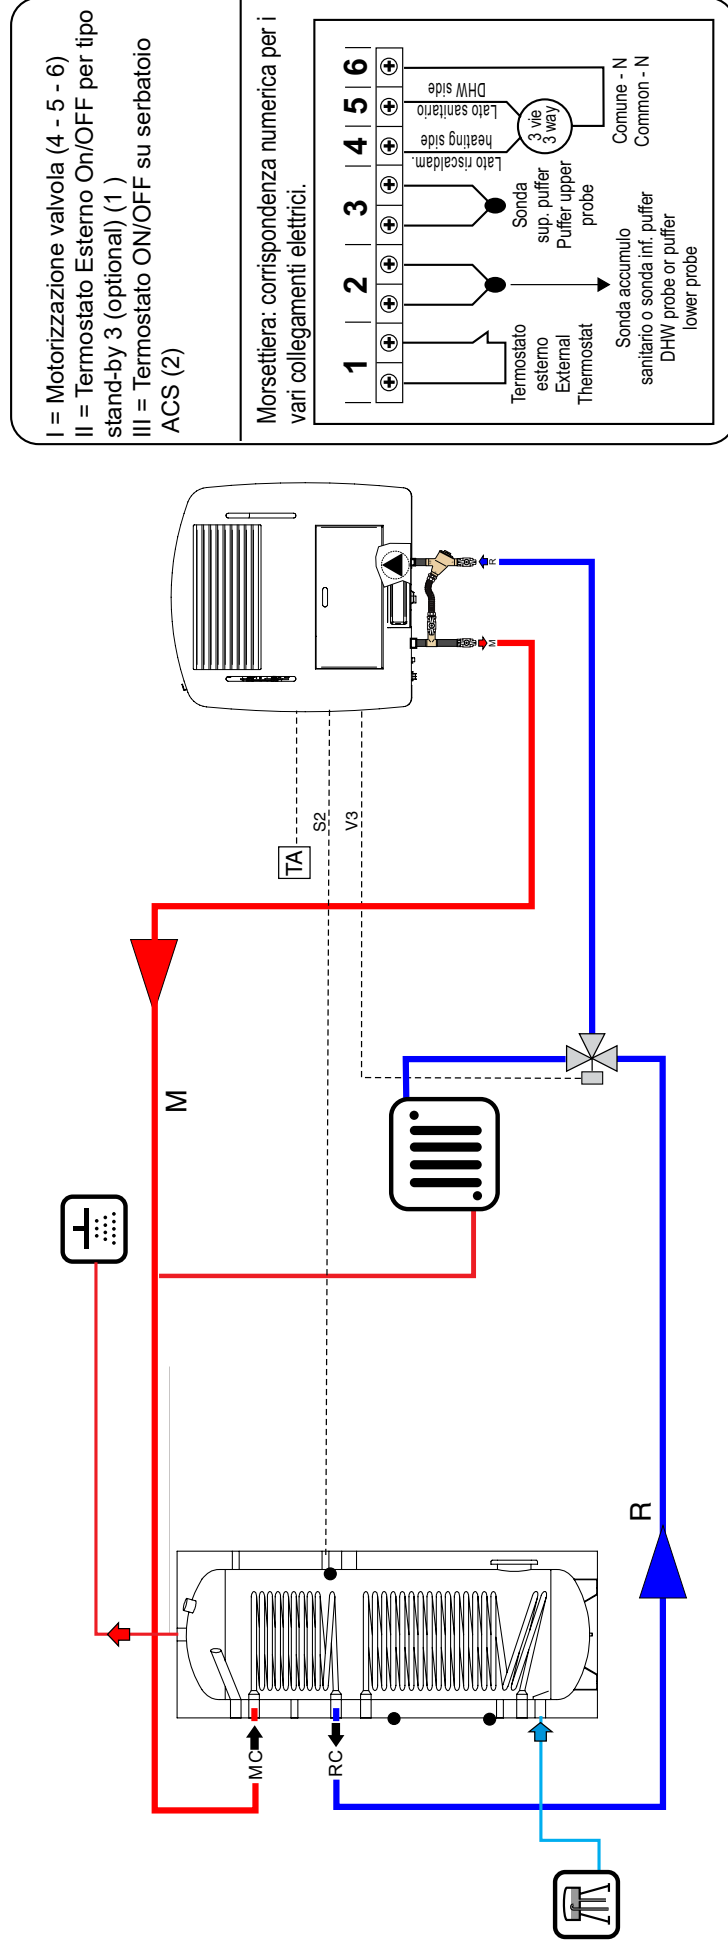 I = Motorizzazione valvola (4 - 5 - 6)
II = Termostato Esterno On/OFF per tipo
stand-by 3 (optional) (1 )
III = Termostato ON/OFF su serbatoio
ACS (2)
Morsettiera: corrispondenza numerica per i
vari collegamenti elettrici.
1 2 3 4 5 6
Termostato
esterno
External
Thermostat
Sonda accumulo
sanitario o sonda inf. puffer
DHW probe or puffer
lower probe
Sonda
sup. puffer
Puffer upper
probe
Lato riscaldam.
heating side
Lato sanitario
DHW side
3 vie
3 way
Comune - N
Common - N
TA
S2
V3
M
R
M
R
MC
RC